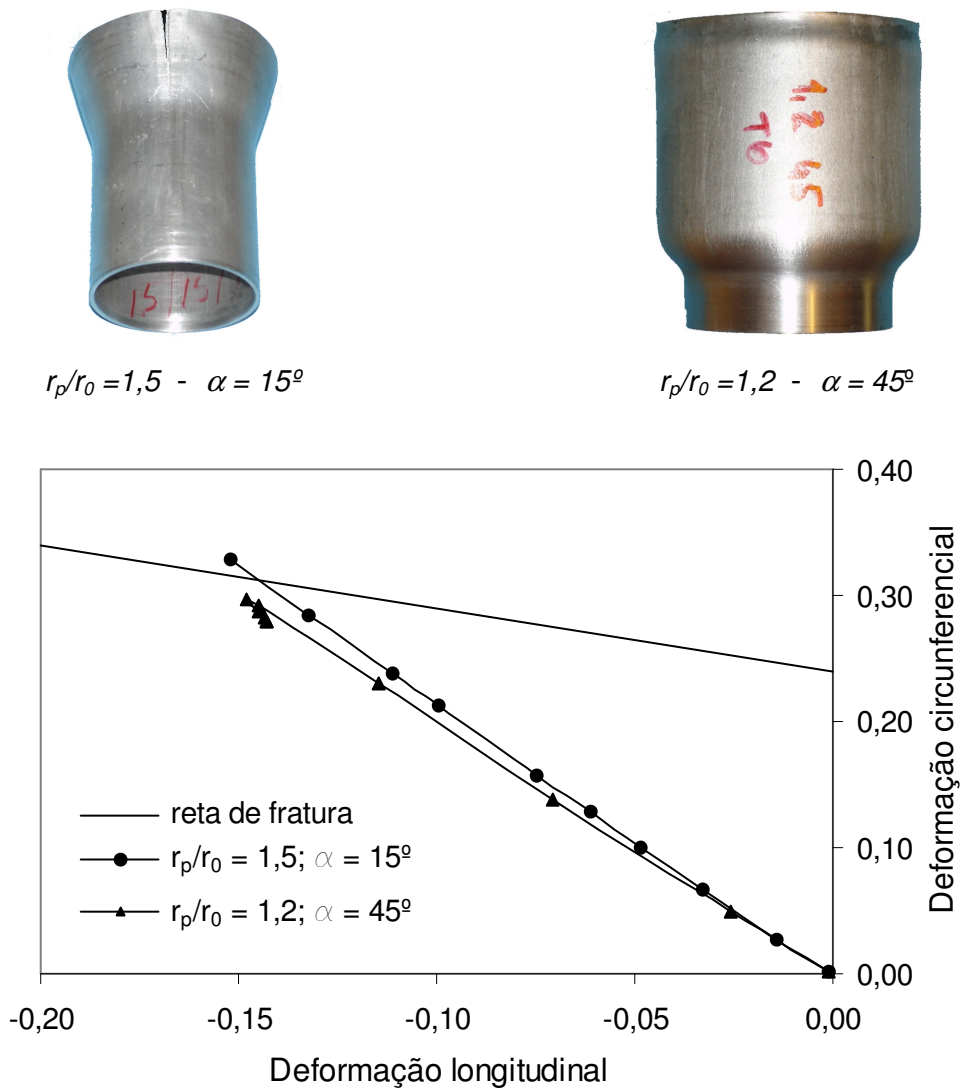 1,2 45
T6
1,5 15
r_p/r_0 =1,5 - α = 15º
r_p/r_0 =1,2 - α = 45º
0,40
0,30
0,20
0,10
0,00
Deformação circunferencial
reta de fratura
r_p/r_0 = 1,5; α = 15º
r_p/r_0 = 1,2; α = 45º
-0,20 -0,15 -0,10 -0,05 0,00
Deformação longitudinal